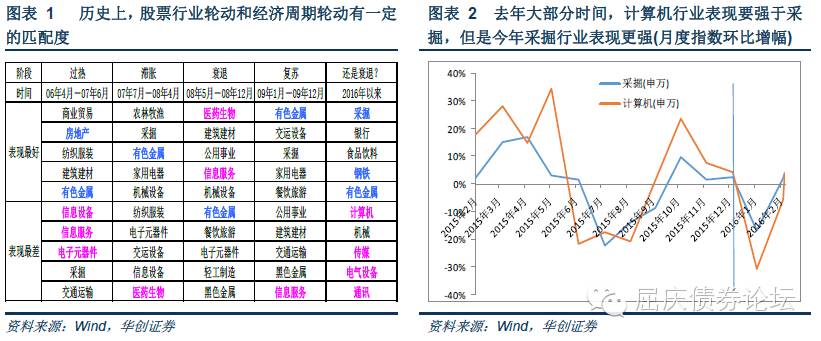 图表 1 历史上，股票行业轮动和经济周期轮动有一定
的匹配度
阶段 过热 滞胀 衰退 复苏 还是衰退？
时间 06年4月—07年6月 07年7月—08年4月 08年5月—08年12月 09年1月—09年12月 2016年以来
表现最好
商业贸易 农林牧渔 医药生物 有色金属 采掘
房地产 采掘 建筑建材 交运设备 银行
纺织服装 有色金属 公用事业 采掘 食品饮料
建筑建材 家用电器 信息服务 家用电器 钢铁
有色金属 机械设备 机械设备 餐饮旅游 有色金属
表现最差
信息设备 纺织服装 有色金属 公用事业 计算机
信息服务 电子元器件 餐饮旅游 建筑建材 机械
电子元器件 交运设备 电子元器件 交通运输 传媒
采掘 信息设备 轻工制造 黑色金属 电气设备
交通运输 医药生物 黑色金属 信息服务 通讯
资料来源：Wind，华创证券
图表 2 去年大部分时间，计算机行业表现要强于采
掘，但是今年采掘行业表现更强(月度指数环比增幅)
采掘(申万)
计算机(申万)
40%
30%
20%
10%
0%
-10%
-20%
-30%
-40%
2015年2月
2015年3月
2015年4月
2015年5月
2015年6月
2015年7月
2015年8月
2015年9月
2015年10月
2015年11月
2015年12月
2016年1月
2016年2月
屈庆债券论坛
资料来源：Wind，华创证券